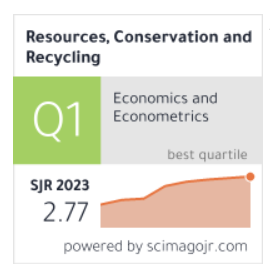 Resources, Conservation and
Recycling
Q1
Economics and
Econometrics
best quartile
SJR 2023
2.77
powered by scimagojr.com